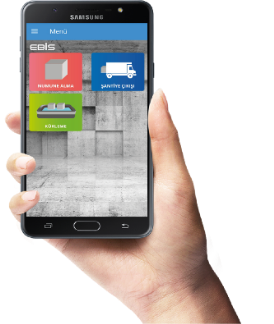 SAMSUNG
Menü
EBİS
NUMUNE ALMA
ŞANTİYE ÇIKIŞ
KÜRLEME